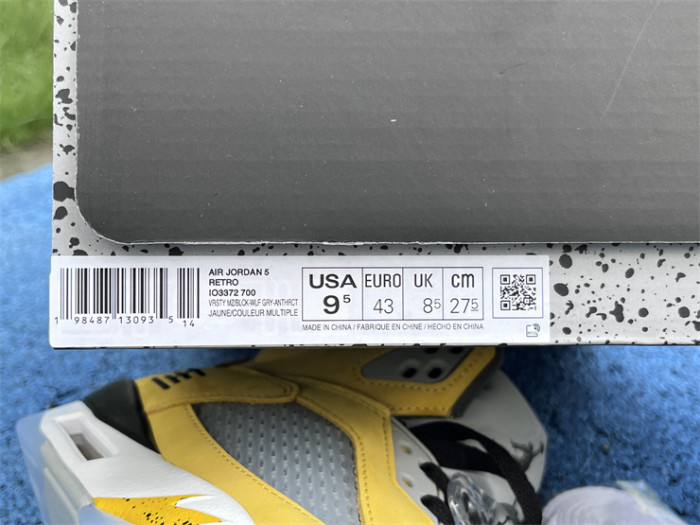 AIR JORDAN 5
RETRO
IO3372 700
VRSTY MZ/BLCK-WLF GRY-ANTHRCT
JAUNE/COULEUR MULTIPLE
1 98487 13093 5 14
USA EURO UK cm
9⁵ 43 8⁵ 27⁵
MADE IN CHINA / FABRIQUE EN CHINE / HECHO EN CHINA